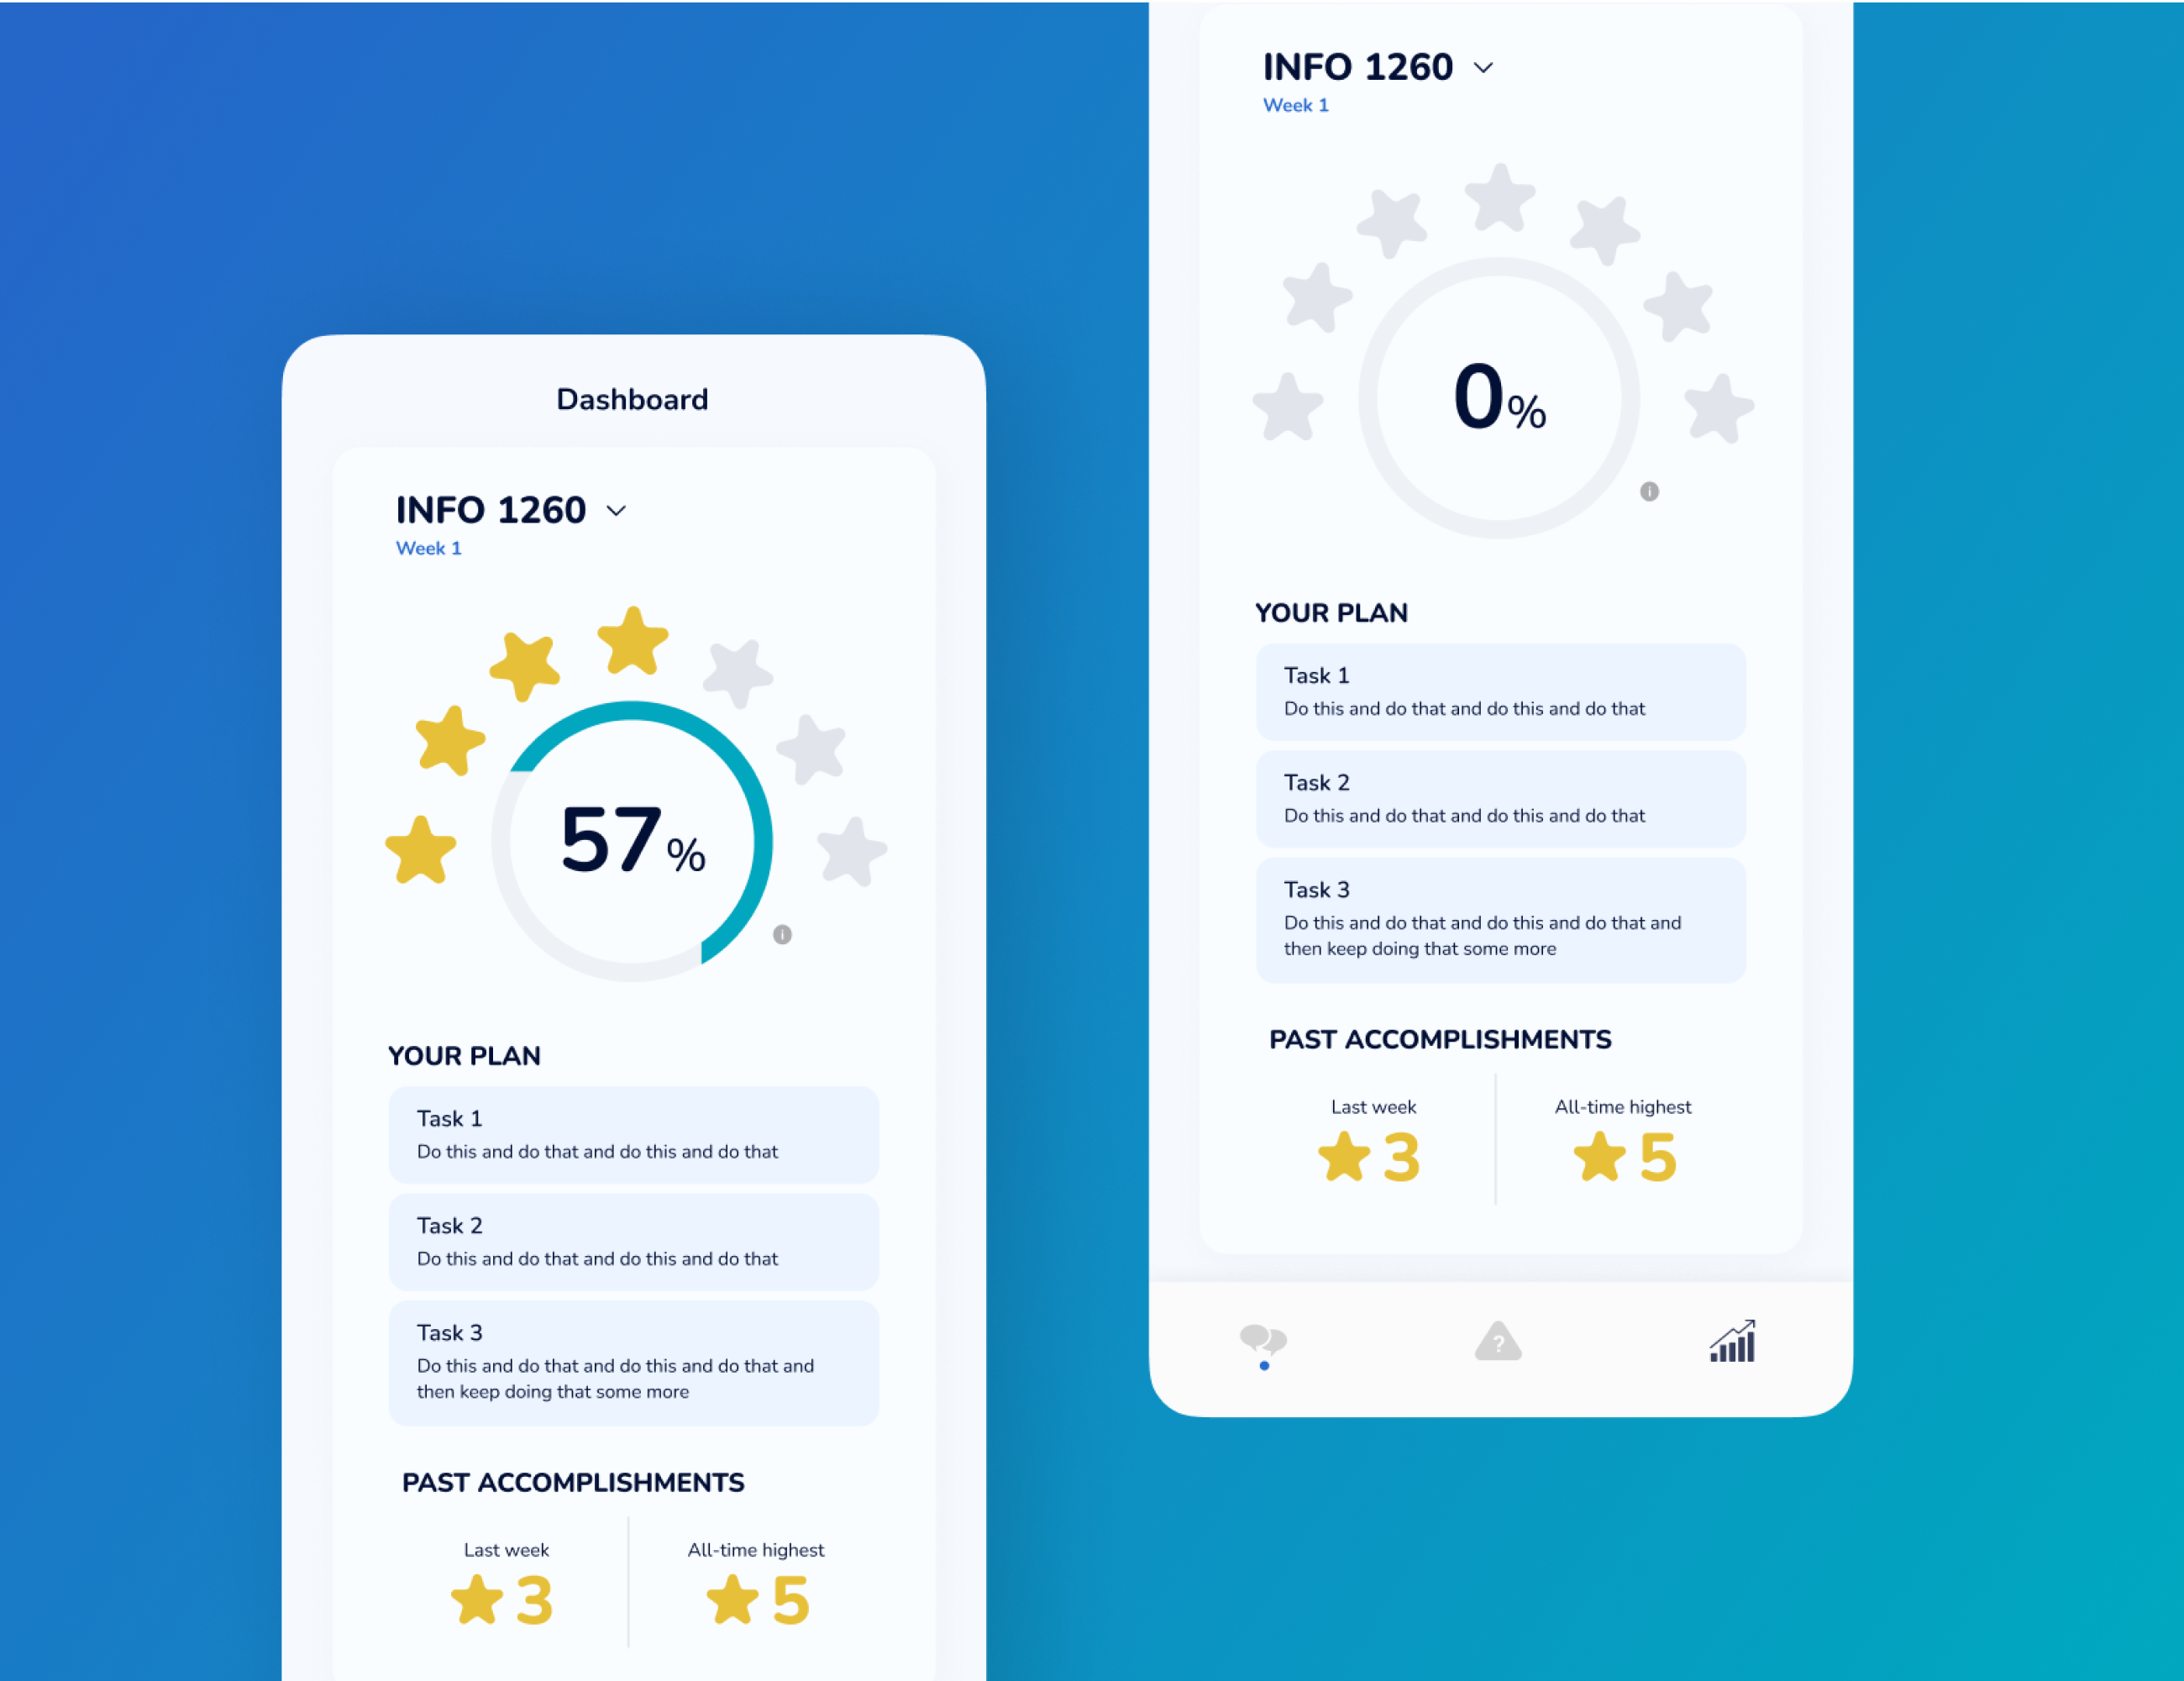 Dashboard
INFO 1260
Week 1
57%
i
YOUR PLAN
Task 1
Do this and do that and do this and do that
Task 2
Do this and do that and do this and do that
Task 3
Do this and do that and do this and do that and
then keep doing that some more
PAST ACCOMPLISHMENTS
Last week
3
All-time highest
5
INFO 1260
Week 1
0%
i
YOUR PLAN
Task 1
Do this and do that and do this and do that
Task 2
Do this and do that and do this and do that
Task 3
Do this and do that and do this and do that and
then keep doing that some more
PAST ACCOMPLISHMENTS
Last week
3
All-time highest
5
?